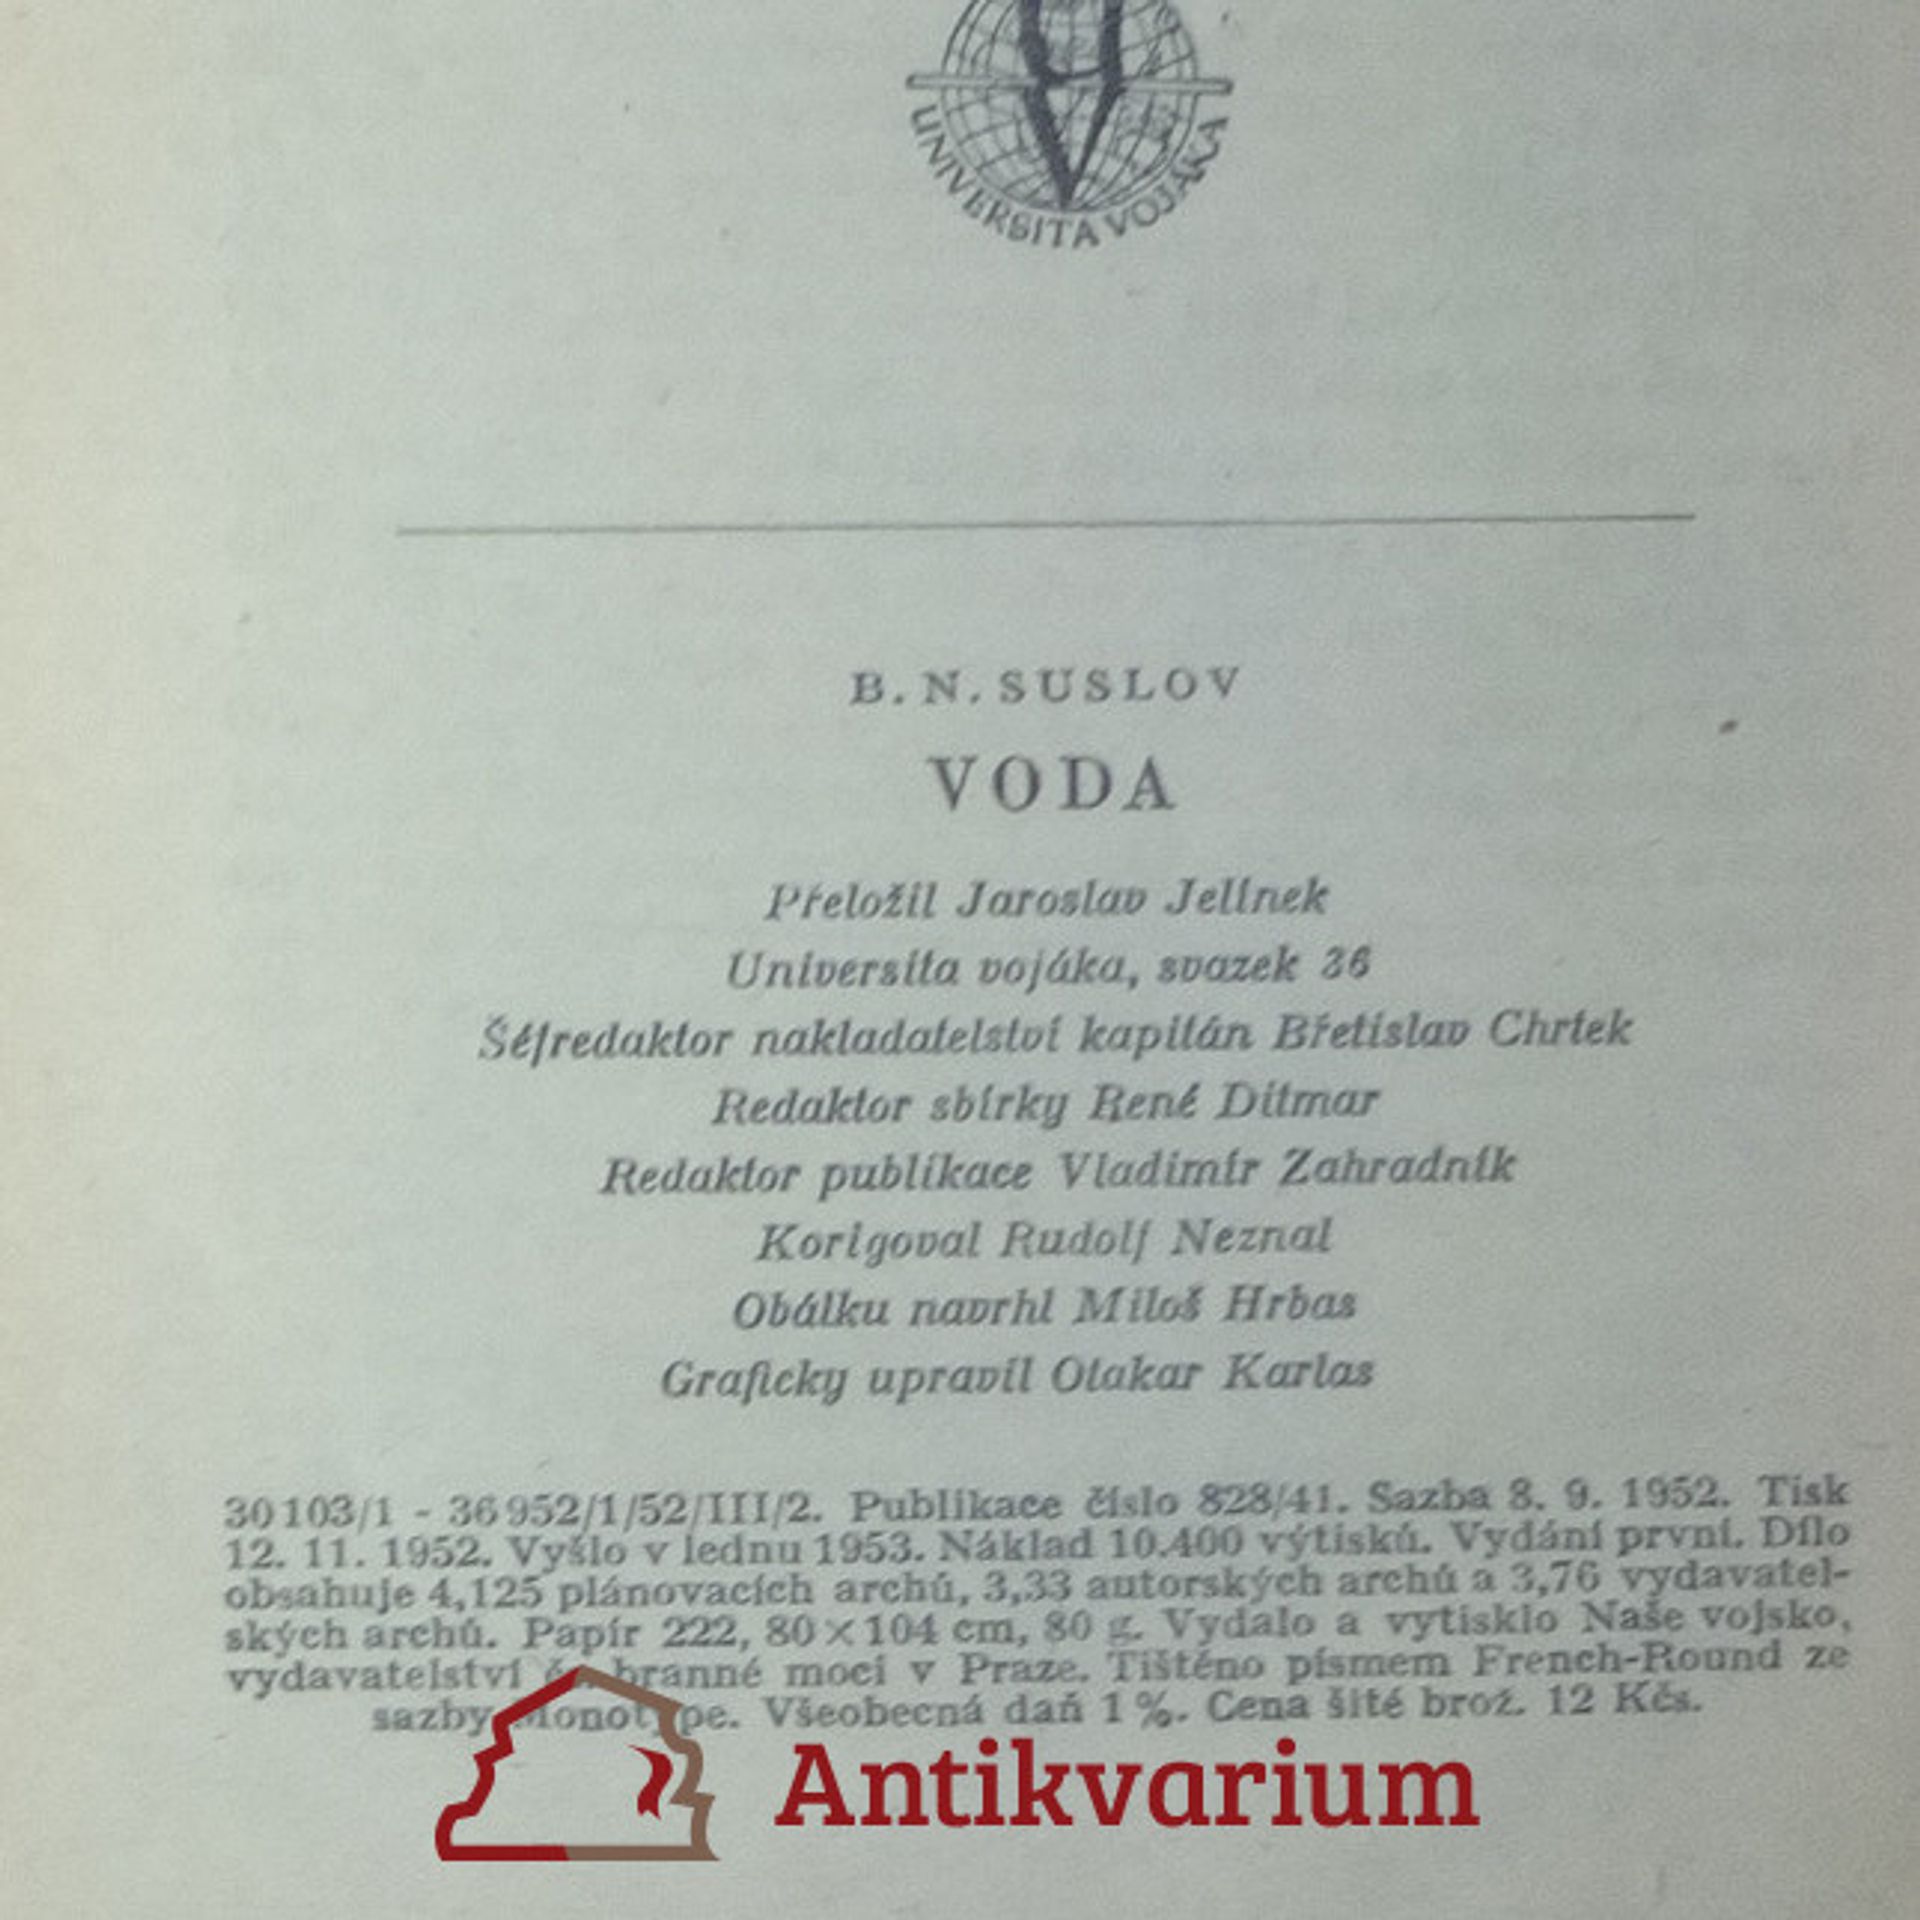 UNIVERSITA VOJÁKA
B. N. SUSLOV
VODA
Přeložil Jaroslav Jelínek
Universita vojáka, svazek 36
Šéfredaktor nakladatelství kapitán Břetislav Chrtek
Redaktor sbírky René Ditmar
Redaktor publikace Vladimír Zahradník
Korigoval Rudolf Neznal
Obálku navrhl Miloš Hrbas
Graficky upravil Otakar Karlas
30103/1 - 36952/1/52/III/2. Publikace číslo 828/41. Sazba 8. 9. 1952. Tisk
12. 11. 1952. Vyšlo v lednu 1953. Náklad 10.400 výtisků. Vydání první. Dílo
obsahuje 4,125 plánovacích archů, 3,33 autorských archů a 3,76 vydavatel-
ských archů. Papír 222, 80 × 104 cm, 80 g. Vydalo a vytisklo Naše vojsko,
vydavatelství branné moci v Praze. Tištěno písmem French-Round ze
sazby Monotype. Všeobecná daň 1 %. Cena šité brož. 12 Kčs.
Antikvarium